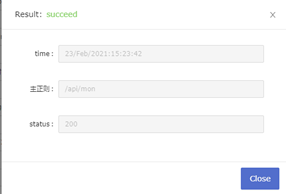 Result: succeed
time : 23/Feb/2021:15:23:42
主正则 : /api/mon
status : 200
Close